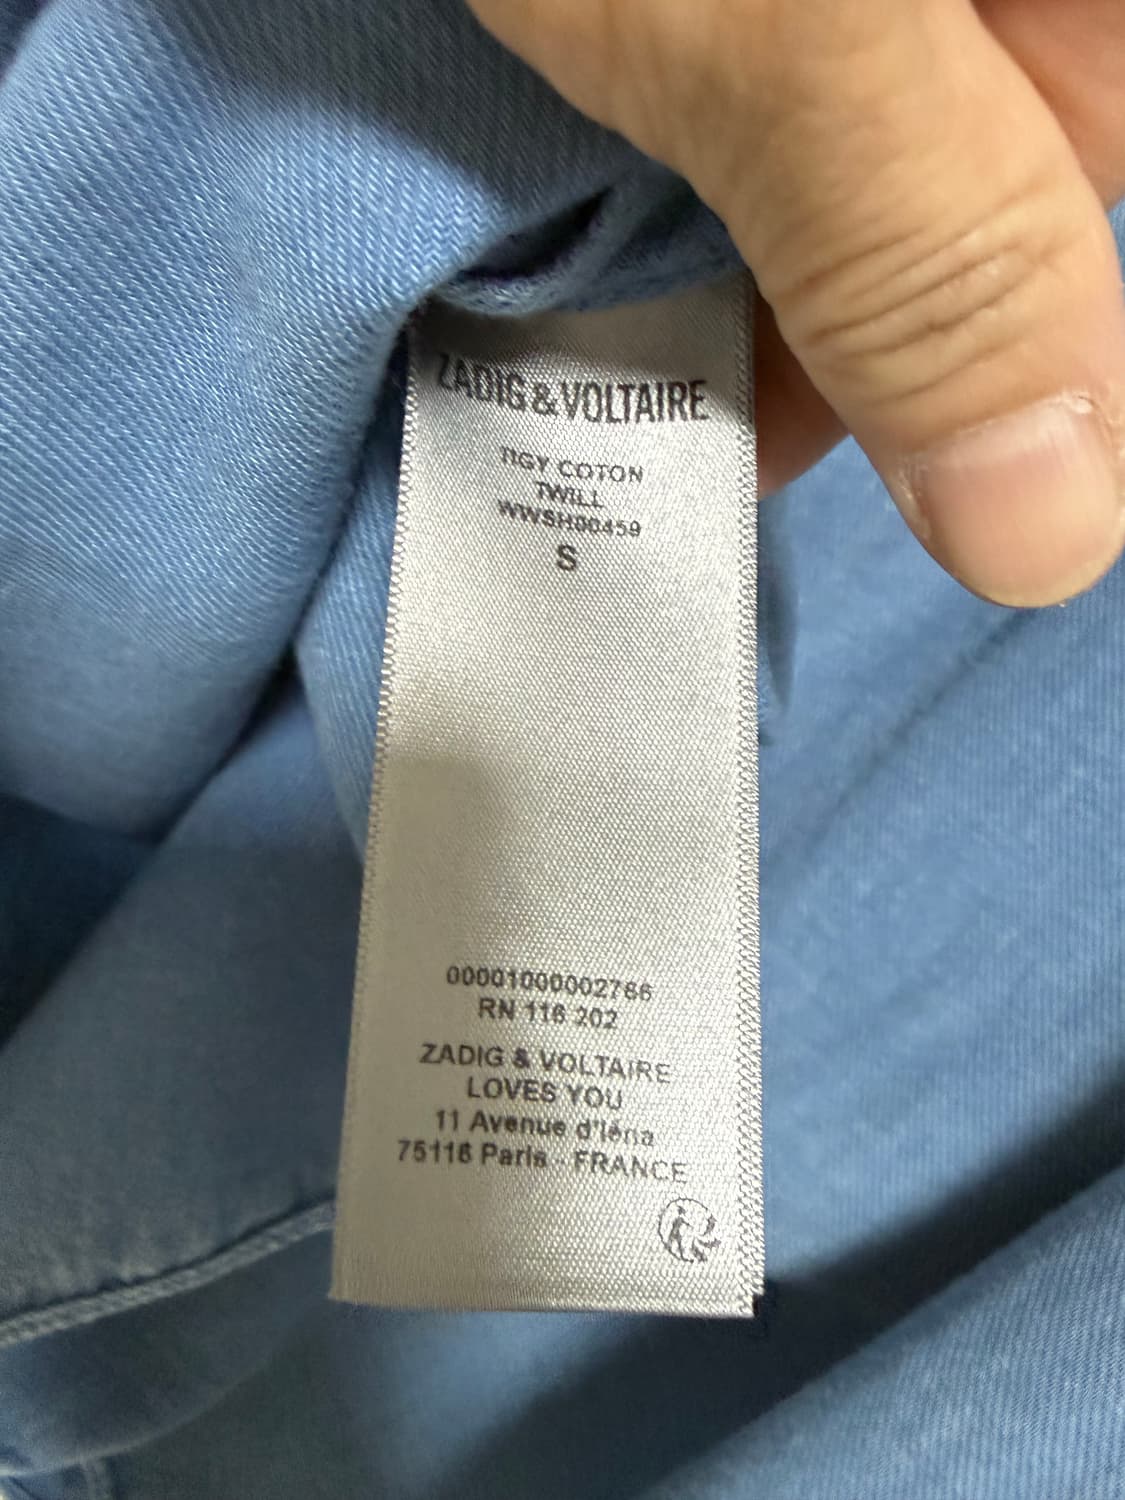 ZADIG&VOLTAIRE
TIGY COTON
TWILL
WWSH00459
S
00001000002766
RN 116 202
ZADIG & VOLTAIRE
LOVES YOU
11 Avenue d'Iéna
75116 Paris - FRANCE